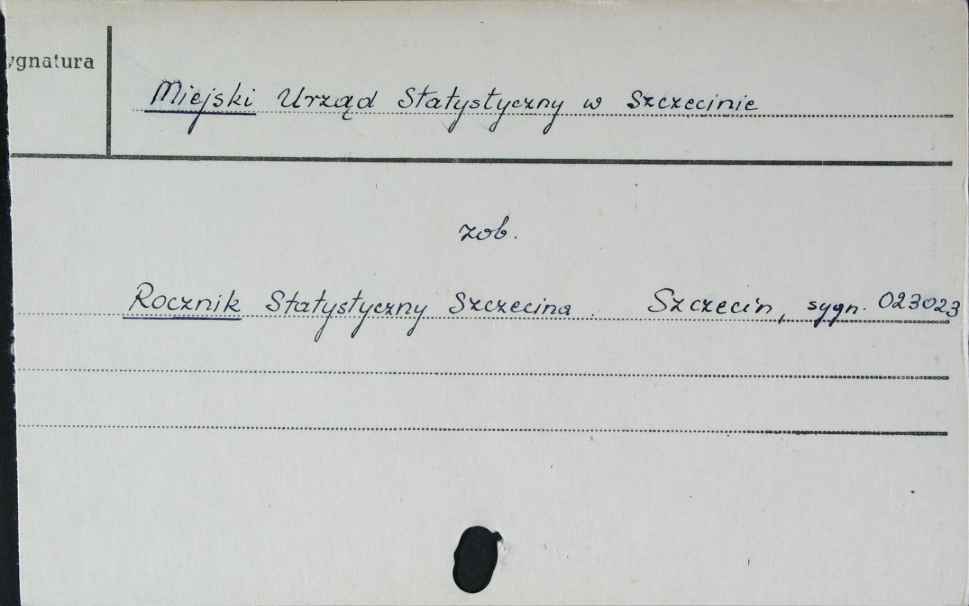 ygnatura
Miejski Urząd Statystyczny w Szczecinie
zob.
Rocznik Statystyczny Szczecina. Szczecin, sygn. 023023